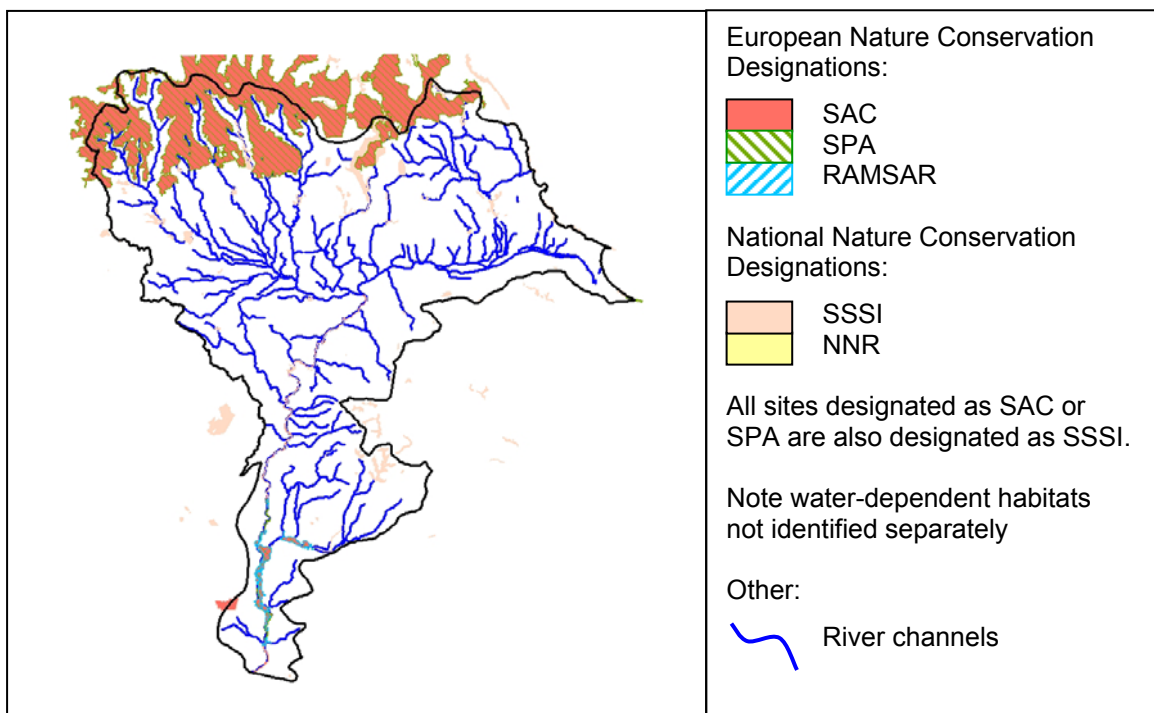 European Nature Conservation
Designations:
SAC
SPA
RAMSAR
National Nature Conservation
Designations:
SSSI
NNR
All sites designated as SAC or
SPA are also designated as SSSI.
Note water-dependent habitats
not identified separately
Other:
River channels